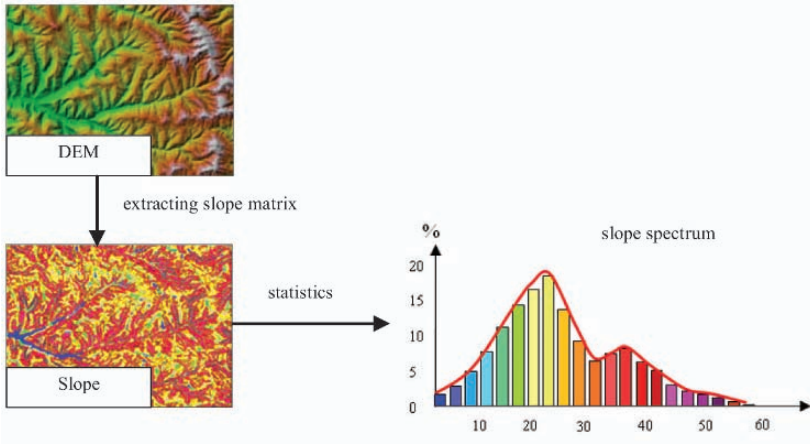 DEM
extracting slope matrix
Slope
statistics
%
slope spectrum
20
15
10
5
0
10 20 30 40 50 60